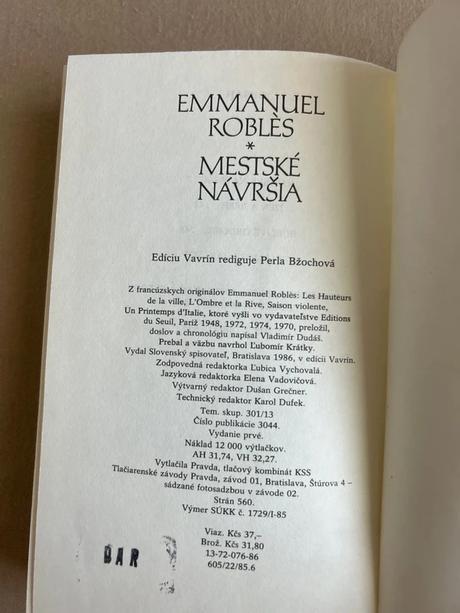 EMMANUEL
ROBLÈS
*
MESTSKÉ
NÁVRŠIA
Edíciu Vavrín rediguje Perla Bžochová
Z francúzskych originálov Emmanuel Roblès: Les Hauteurs
de la ville, L'Ombre et la Rive, Saison violente,
Un Printemps d'Italie, ktoré vyšli vo vydavateľstve Editions
du Seuil, Paríž 1948, 1972, 1974, 1970, preložil,
doslov a chronológiu napísal Vladimír Dudáš.
Prebal a väzbu navrhol Ľubomír Krátky.
Vydal Slovenský spisovateľ, Bratislava 1986, v edícii Vavrín.
Zodpovedná redaktorka Ľubica Vychovalá.
Jazyková redaktorka Elena Vadovičová.
Výtvarný redaktor Dušan Grečner.
Technický redaktor Karol Dufek.
Tem. skup. 301/13
Číslo publikácie 3044.
Vydanie prvé.
Náklad 12 000 výtlačkov.
AH 31,74, VH 32,27.
Vytlačila Pravda, tlačový kombinát KSS
Tlačiarenské závody Pravda, závod 01, Bratislava, Štúrova 4 –
sádzané fotosadzbou v závode 02.
Strán 560.
Výmer SÚKK č. 1729/I-85
Viaz. Kčs 37,–
Brož. Kčs 31,80
13-72-076-86
605/22/85.6
DAR